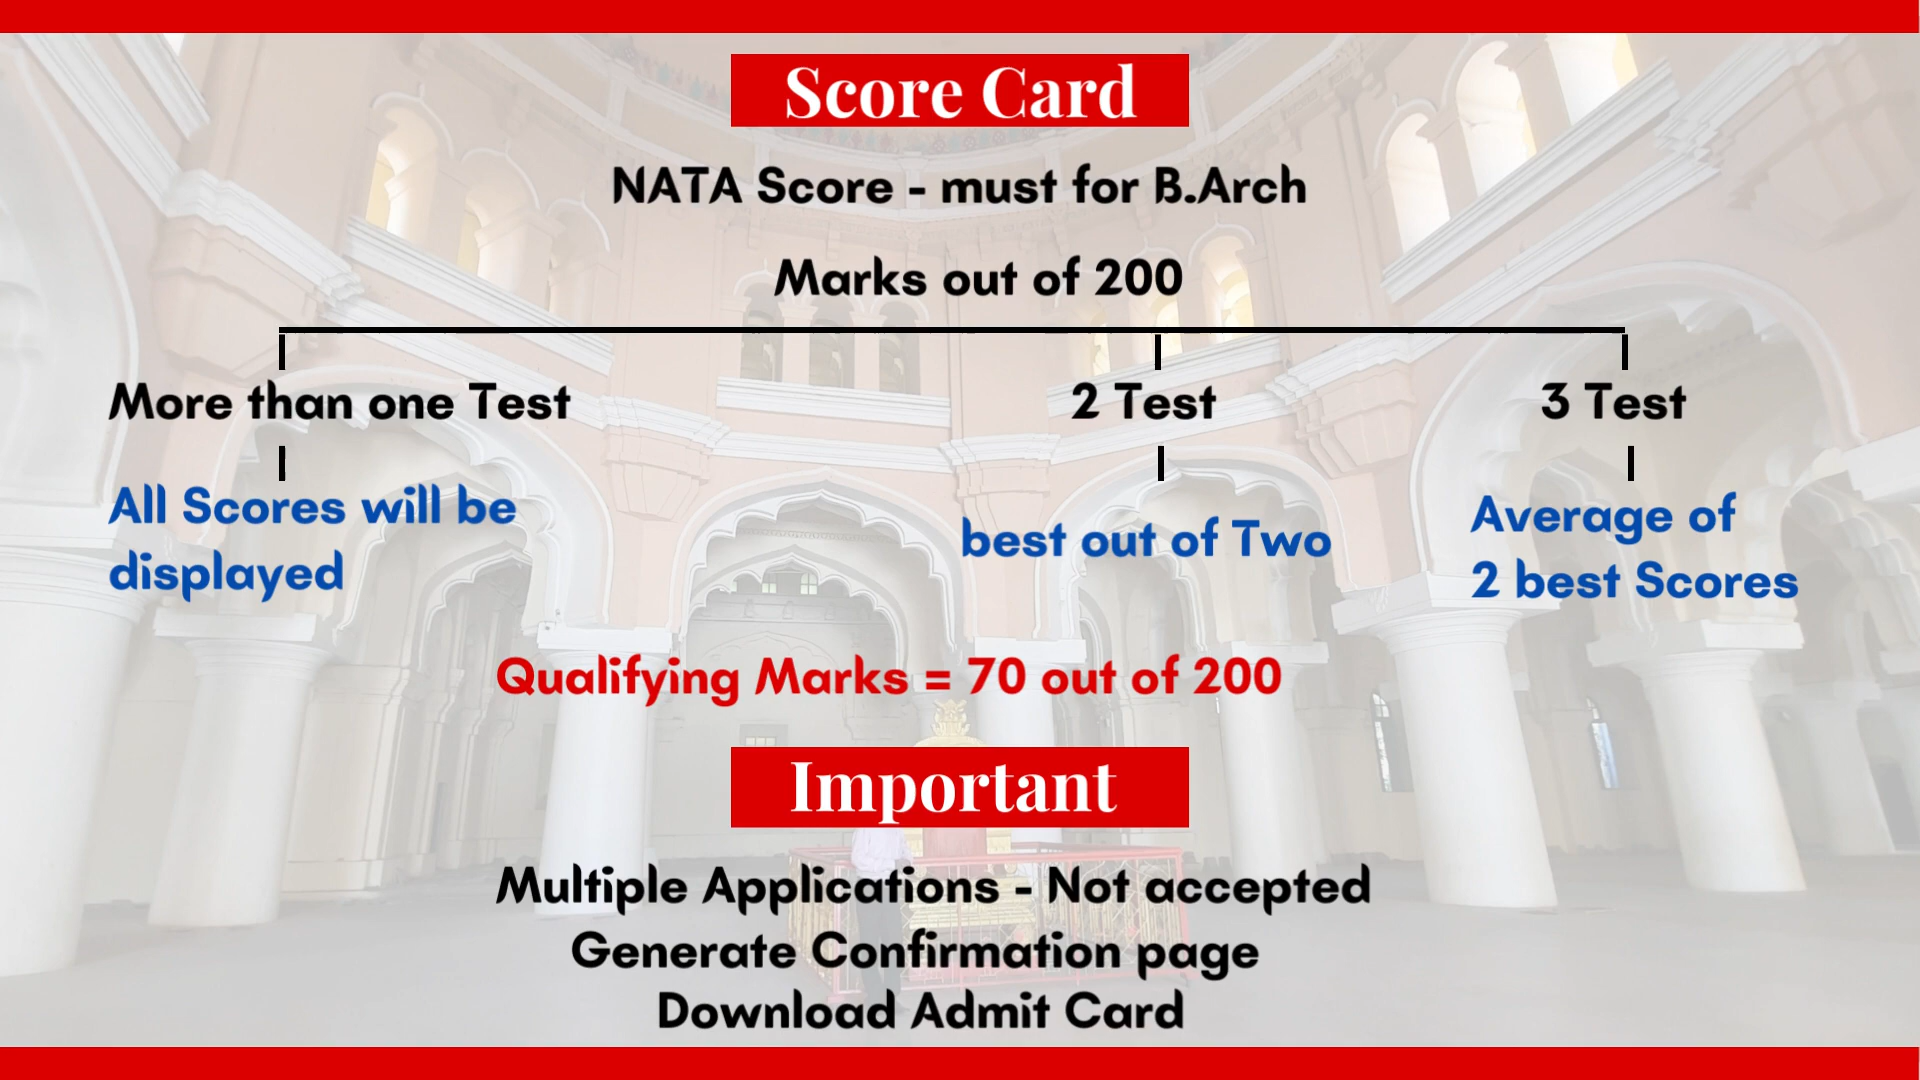 Score Card
NATA Score - must for B.Arch
Marks out of 200
More than one Test
All Scores will be
displayed
2 Test
best out of Two
3 Test
Average of
2 best Scores
Qualifying Marks = 70 out of 200
Important
Multiple Applications - Not accepted
Generate Confirmation page
Download Admit Card